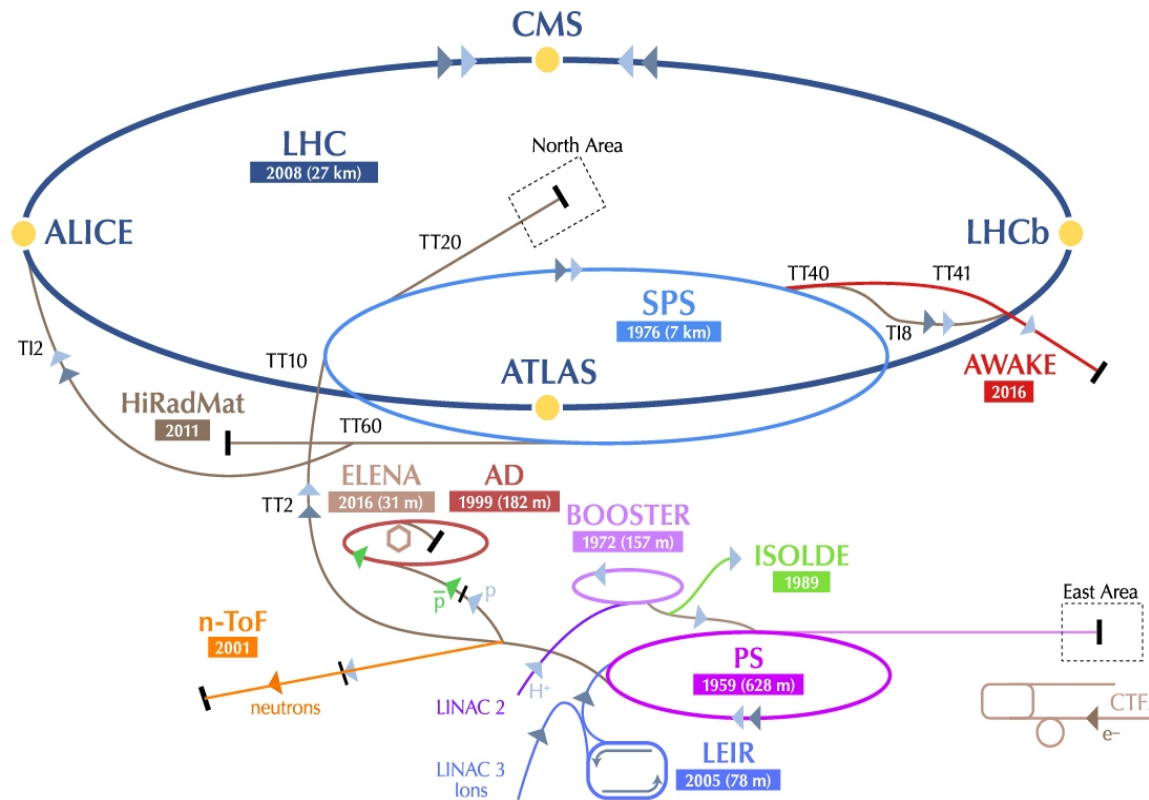 CMS
LHC
2008 (27 km)
North Area
ALICE
LHCb
TT20
TT40
TT41
SPS
1976 (7 km)
TI2
TT10
TI8
ATLAS
AWAKE
2016
HiRadMat
2011
TT60
ELENA
2016 (31 m)
AD
1999 (182 m)
TT2
BOOSTER
1972 (157 m)
ISOLDE
1989
p̅
p
East Area
n-ToF
2001
PS
1959 (628 m)
neutrons
H⁺
LINAC 2
CTF
e⁻
LEIR
2005 (78 m)
LINAC 3
Ions